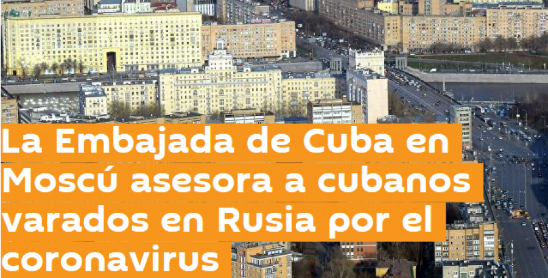 La Embajada de Cuba en
Moscú asesora a cubanos
varados en Rusia por el
coronavirus